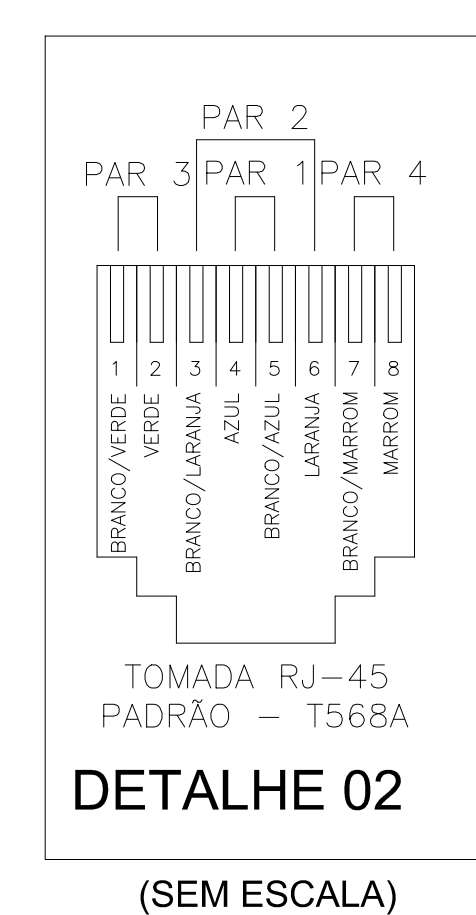 PAR 2
PAR 3 PAR 1 PAR 4
1 2 3 4 5 6 7 8
BRANCO/VERDE
VERDE
BRANCO/LARANJA
AZUL
BRANCO/AZUL
LARANJA
BRANCO/MARROM
MARROM
TOMADA RJ-45
PADRÃO - T568A
DETALHE 02
(SEM ESCALA)